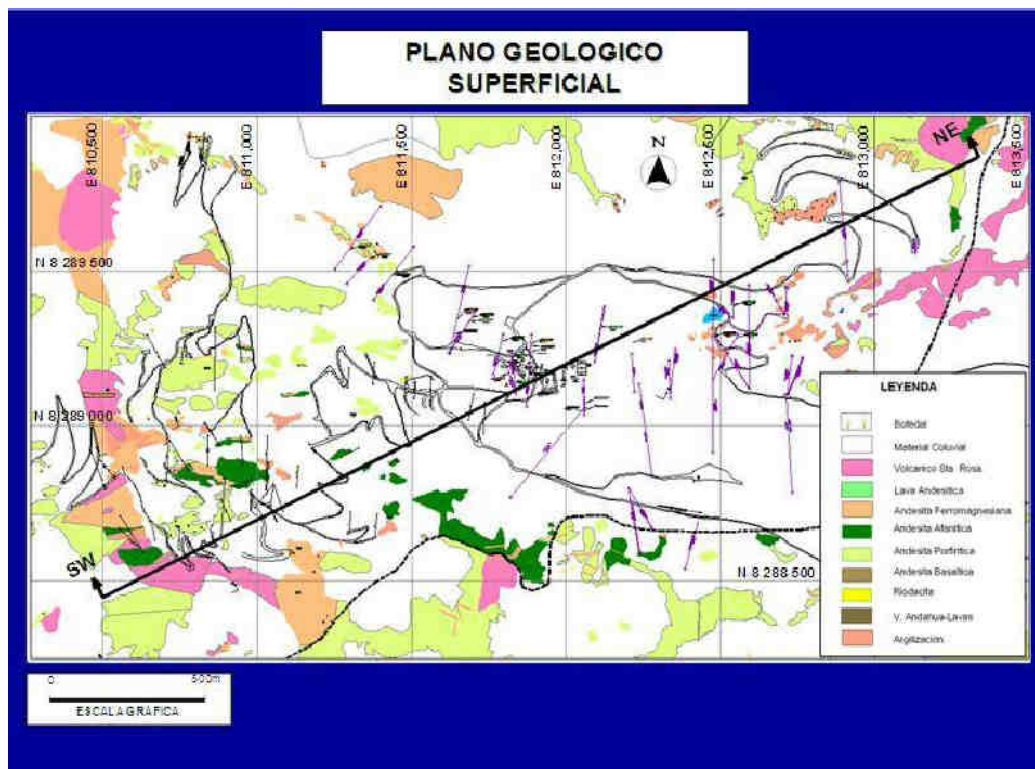 PLANO GEOLOGICO
SUPERFICIAL
E 810,500
E 811,000
E 811,500
E 812,000
E 812,500
E 813,000
E 813,500
N
NE
N 8 289 500
N 8 289 000
SW
N 8 288 500
LEYENDA
Bofedal
Material Coluvial
Volcanico Sta. Rosa
Lava Andesitica
Andesita Ferromagnesiana
Andesita Afanitica
Andesita Porfiritica
Andesita Basaltica
Riodacita
V. Andahua-Lavas
Argilización
0 500m
ESCALA GRAFICA